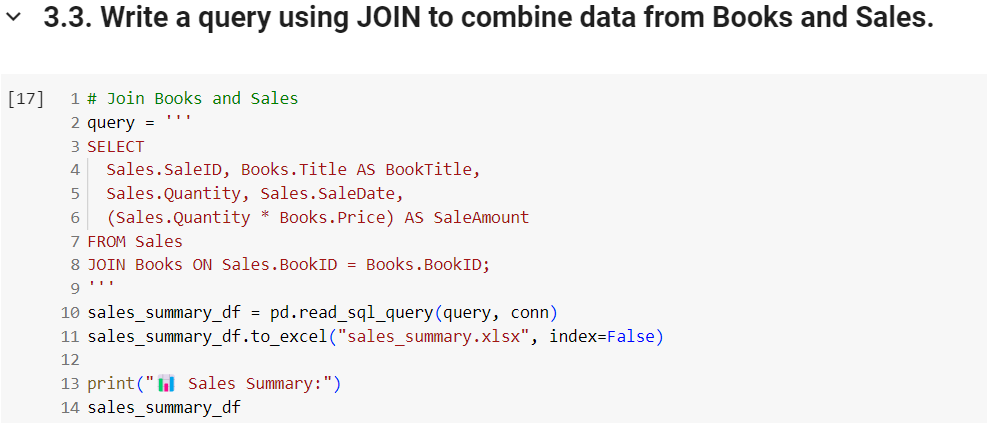 3.3. Write a query using JOIN to combine data from Books and Sales.
[17] 1 # Join Books and Sales
2 query = '''
3 SELECT
4 Sales.SaleID, Books.Title AS BookTitle,
5 Sales.Quantity, Sales.SaleDate,
6 (Sales.Quantity * Books.Price) AS SaleAmount
7 FROM Sales
8 JOIN Books ON Sales.BookID = Books.BookID;
9 '''
10 sales_summary_df = pd.read_sql_query(query, conn)
11 sales_summary_df.to_excel("sales_summary.xlsx", index=False)
12
13 print("📊 Sales Summary:")
14 sales_summary_df